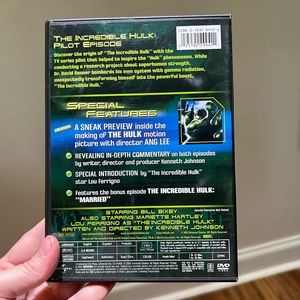 THE INCREDIBLE HULK:
PILOT EPISODE
Discover the origin of "The Incredible Hulk" with the
TV series pilot that helped to inspire the "Hulk" phenomenon. While
conducting a research project about superhuman strength,
Dr. David Banner bombards his own system with gamma radiation,
unexpectedly transforming himself into the powerful beast,
"The Incredible Hulk".
SPECIAL
FEATURES
A SNEAK PREVIEW inside the
making of THE HULK motion
picture with director ANG LEE
REVEALING IN-DEPTH COMMENTARY on both episodes
by writer, director and producer Kenneth Johnson
SPECIAL INTRODUCTION by "The Incredible Hulk"
star Lou Ferrigno
features the bonus episode THE INCREDIBLE HULK:
"MARRIED"
STARRING BILL BIXBY
ALSO STARRING MARIETTE HARTLEY
LOU FERRIGNO AS "THE INCREDIBLE HULK"
WRITTEN AND DIRECTED BY KENNETH JOHNSON
DVD